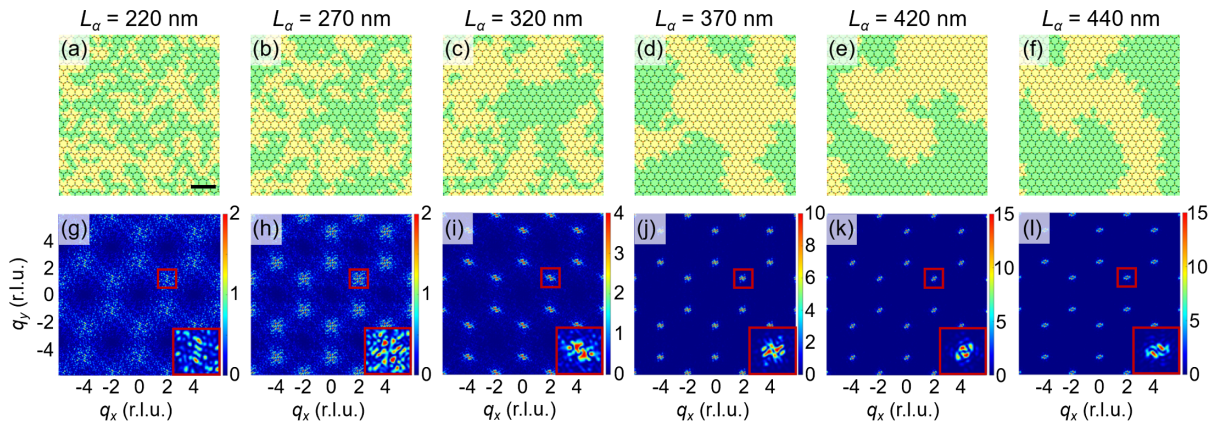 Lα = 220 nm Lα = 270 nm Lα = 320 nm Lα = 370 nm Lα = 420 nm Lα = 440 nm
(a) (b) (c) (d) (e) (f)
(g) 2 (h) 2 (i) 4 (j) 10 (k) 15 (l) 15
4
8
3
2 10 10
6
qy (r.l.u.) 0 1 1 2
4
-2 5 5
1
2
-4
0 0 0 0 0 0
-4 -2 0 2 4 -4 -2 0 2 4 -4 -2 0 2 4 -4 -2 0 2 4 -4 -2 0 2 4 -4 -2 0 2 4
qx (r.l.u.) qx (r.l.u.) qx (r.l.u.) qx (r.l.u.) qx (r.l.u.) qx (r.l.u.)